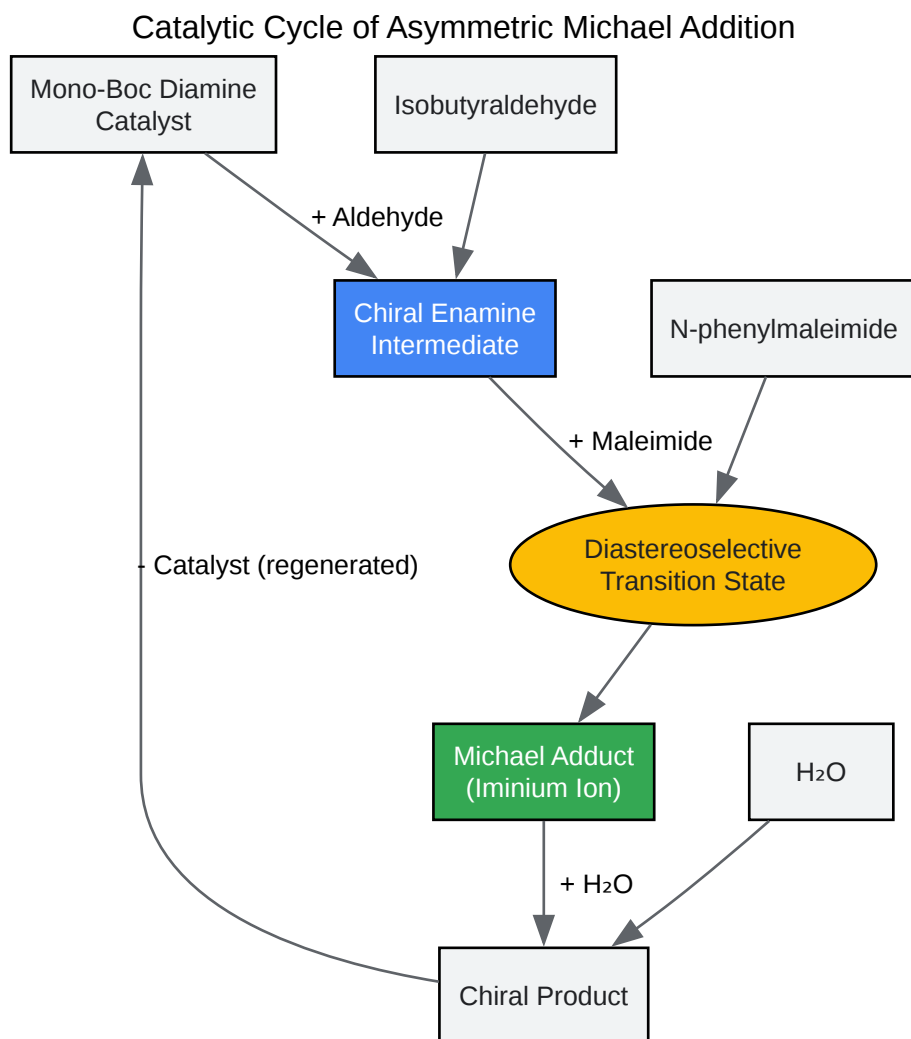 Catalytic Cycle of Asymmetric Michael Addition
Mono-Boc Diamine
Catalyst
Isobutyraldehyde
+ Aldehyde
Chiral Enamine
Intermediate
N-phenylmaleimide
+ Maleimide
Diastereoselective
Transition State
- Catalyst (regenerated)
Michael Adduct
(Iminium Ion)
H₂O
+ H₂O
Chiral Product